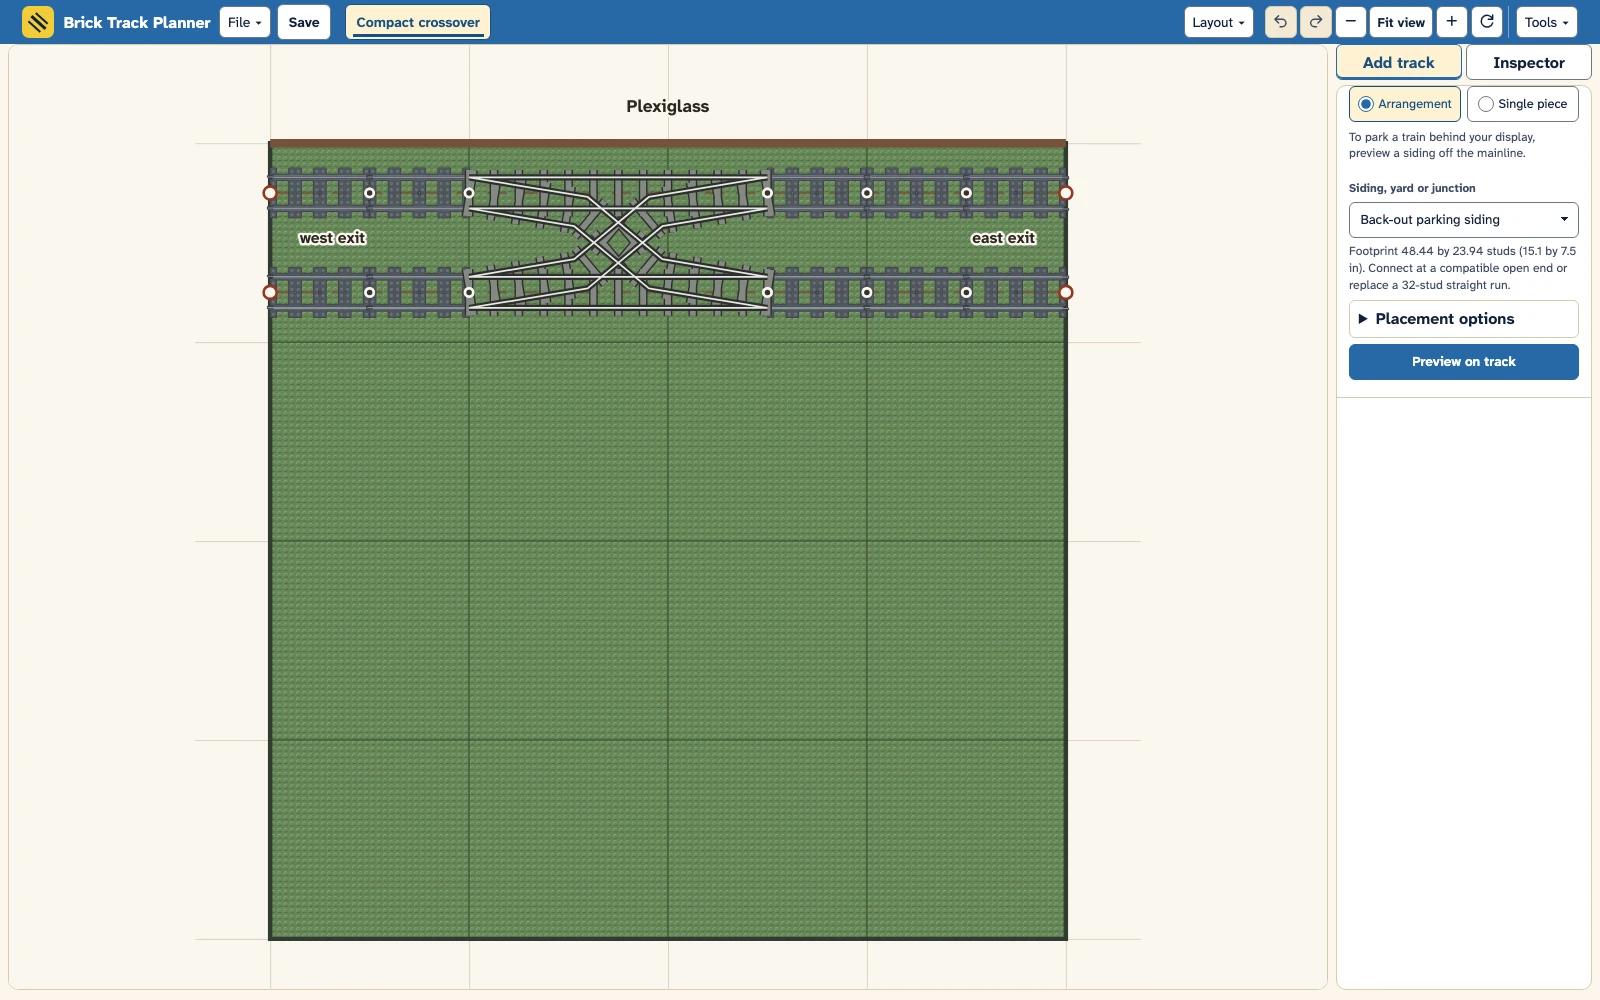 Brick Track Planner
File
Save
Compact crossover
Layout
Fit view
Tools
Add track
Inspector
Arrangement
Single piece
To park a train behind your display,
preview a siding off the mainline.
Siding, yard or junction
Back-out parking siding
Footprint 48.44 by 23.94 studs (15.1 by 7.5
in). Connect at a compatible open end or
replace a 32-stud straight run.
Placement options
Preview on track
Plexiglass
west exit
east exit